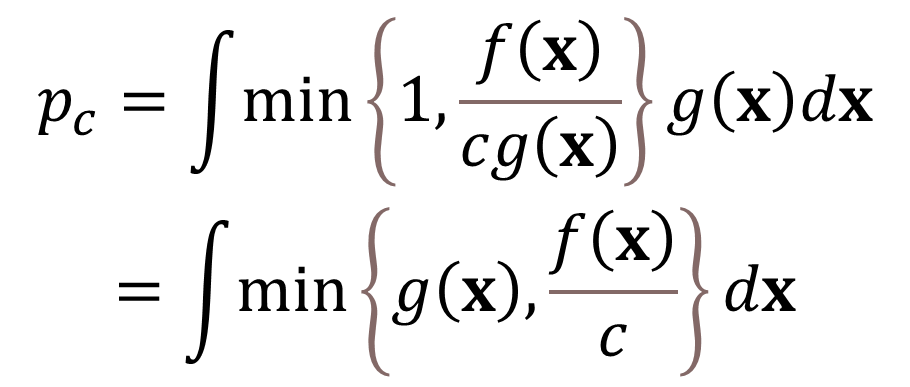 p_c = ∫ min { 1, f(𝐱) / cg(𝐱) } g(𝐱)d𝐱
= ∫ min { g(𝐱), f(𝐱) / c } d𝐱